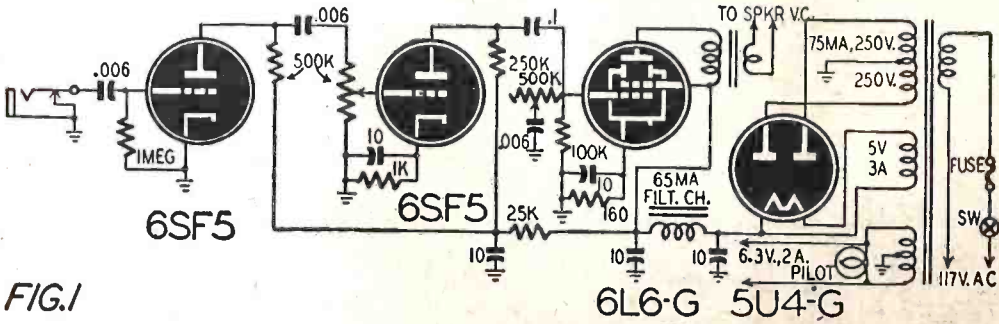 .006
1MEG
6SF5
.006
500K
10
1K
6SF5
.1
250K
500K
.006
100K
10
160
25K
10
TO SPKR V.C.
65MA
FILT. CH.
10
10
6L6-G
75MA, 250V.
250V.
5V
3A
6.3V., 2A.
PILOT
5U4-G
FUSE
SW
117V. AC
FIG.1